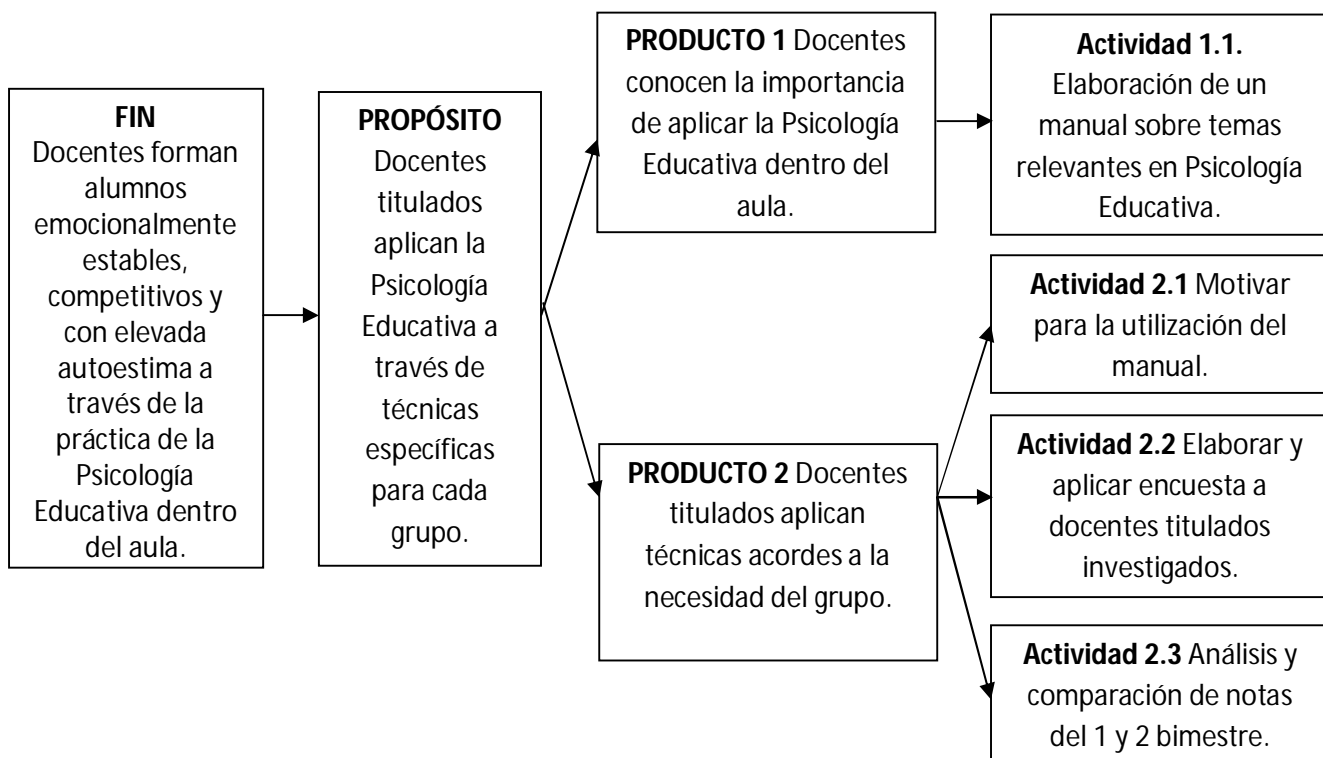 FIN
Docentes forman
alumnos
emocionalmente
estables,
competitivos y
con elevada
autoestima a
través de la
práctica de la
Psicología
Educativa dentro
del aula.
PROPÓSITO
Docentes
titulados
aplican la
Psicología
Educativa a
través de
técnicas
específicas
para cada
grupo.
PRODUCTO 1 Docentes
conocen la importancia
de aplicar la Psicología
Educativa dentro del
aula.
PRODUCTO 2 Docentes
titulados aplican
técnicas acordes a la
necesidad del grupo.
Actividad 1.1.
Elaboración de un
manual sobre temas
relevantes en Psicología
Educativa.
Actividad 2.1 Motivar
para la utilización del
manual.
Actividad 2.2 Elaborar y
aplicar encuesta a
docentes titulados
investigados.
Actividad 2.3 Análisis y
comparación de notas
del 1 y 2 bimestre.